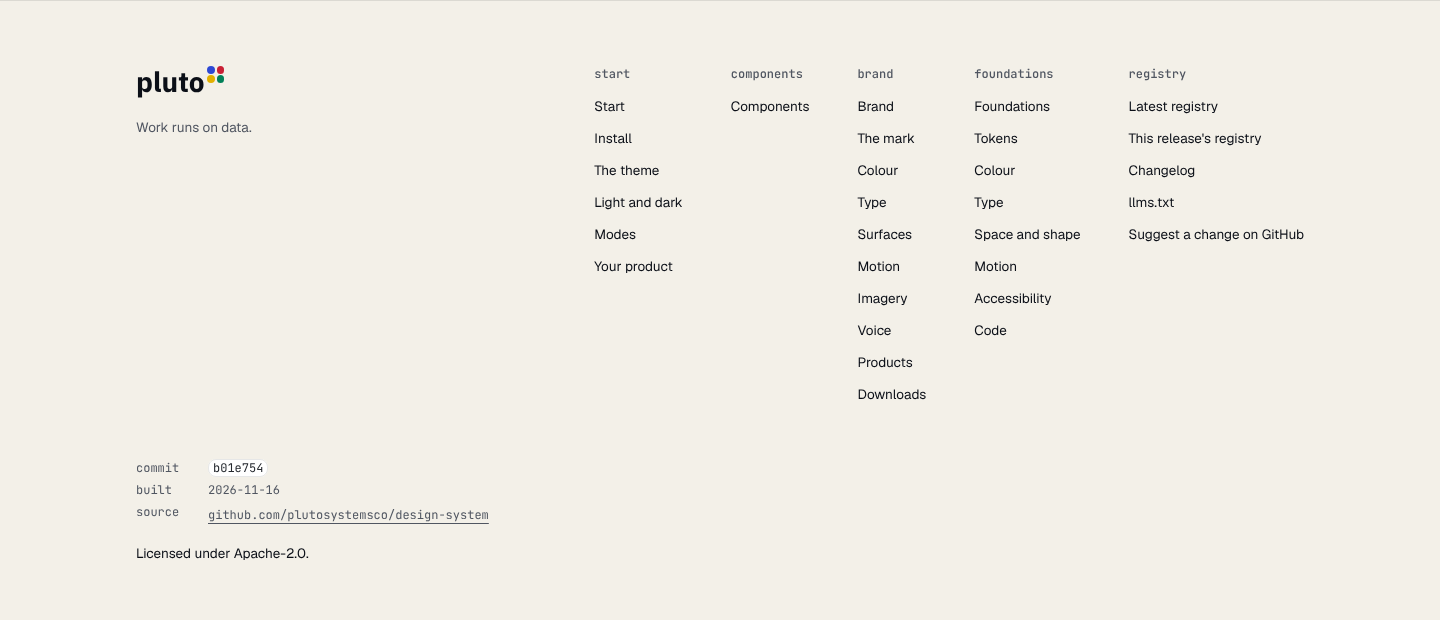 pluto
Work runs on data.
start
Start
Install
The theme
Light and dark
Modes
Your product
components
Components
brand
Brand
The mark
Colour
Type
Surfaces
Motion
Imagery
Voice
Products
Downloads
foundations
Foundations
Tokens
Colour
Type
Space and shape
Motion
Accessibility
Code
registry
Latest registry
This release's registry
Changelog
llms.txt
Suggest a change on GitHub
commit b01e754
built 2026-11-16
source github.com/plutosystemsco/design-system
Licensed under Apache-2.0.